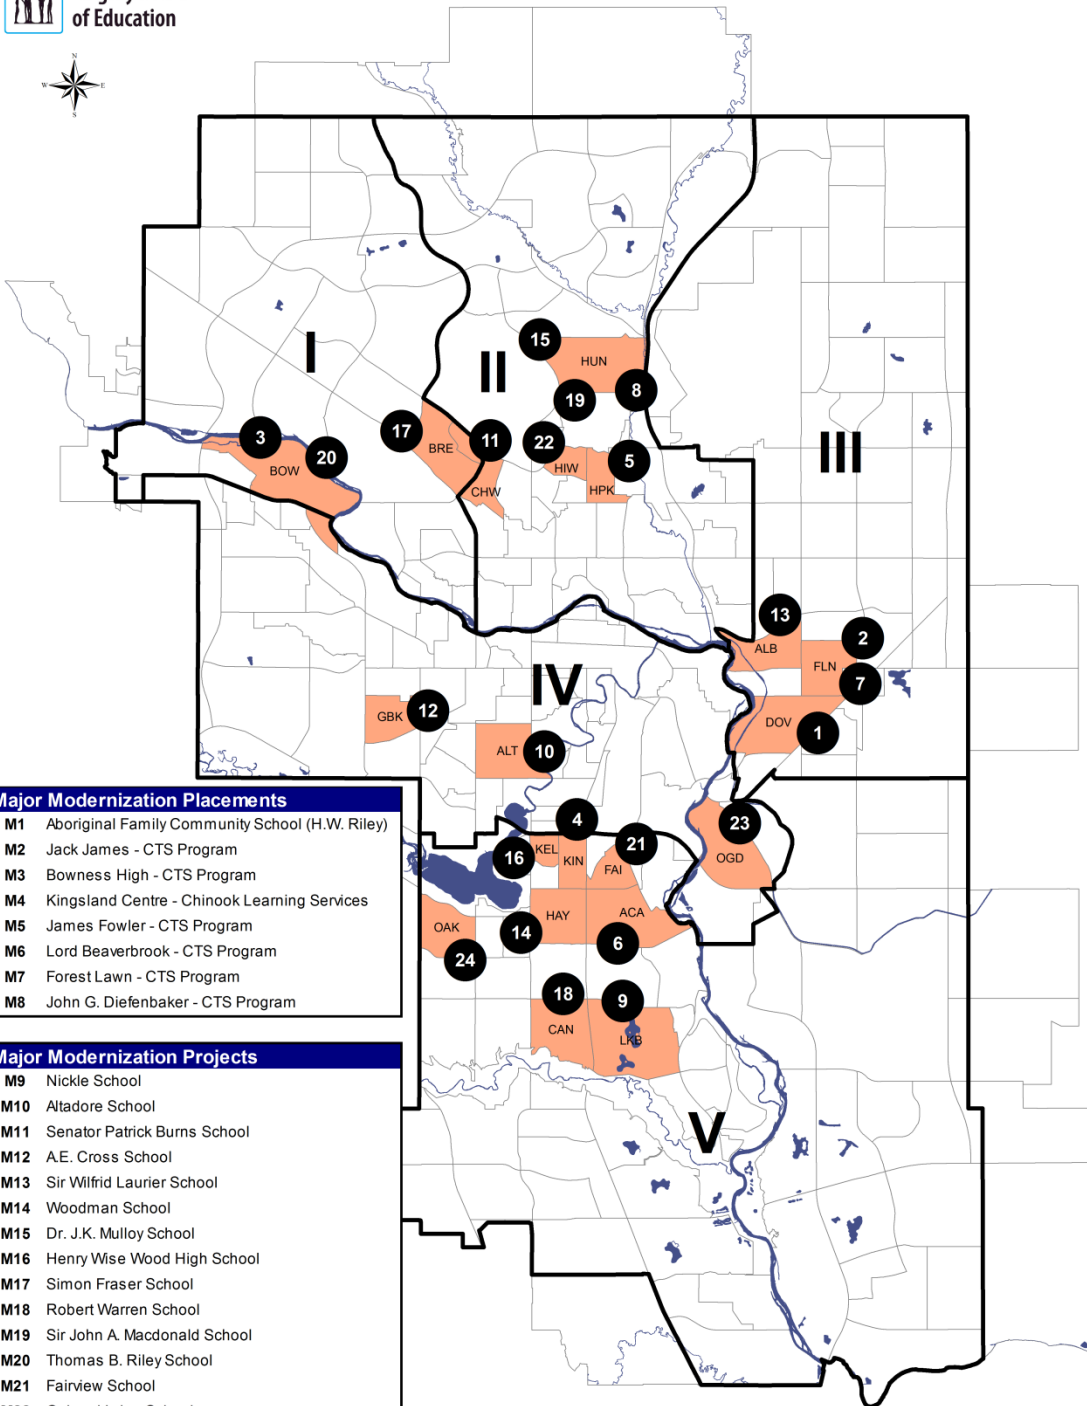 of Education
N
W
E
S
I
II
III
15
HUN
8
19
17
BRE
11
22
HIW
5
HPK
CHW
3
BOW
20
13
ALB
2
FLN
7
DOV
1
IV
GBK
12
ALT
10
4
23
OGD
21
KEL
16
KIN
FAI
HAY
ACA
OAK
14
6
24
18
9
CAN
LKB
V
Major Modernization Placements
M1 Aboriginal Family Community School (H.W. Riley)
M2 Jack James - CTS Program
M3 Bowness High - CTS Program
M4 Kingsland Centre - Chinook Learning Services
M5 James Fowler - CTS Program
M6 Lord Beaverbrook - CTS Program
M7 Forest Lawn - CTS Program
M8 John G. Diefenbaker - CTS Program
Major Modernization Projects
M9 Nickle School
M10 Altadore School
M11 Senator Patrick Burns School
M12 A.E. Cross School
M13 Sir Wilfrid Laurier School
M14 Woodman School
M15 Dr. J.K. Mulloy School
M16 Henry Wise Wood High School
M17 Simon Fraser School
M18 Robert Warren School
M19 Sir John A. Macdonald School
M20 Thomas B. Riley School
M21 Fairview School